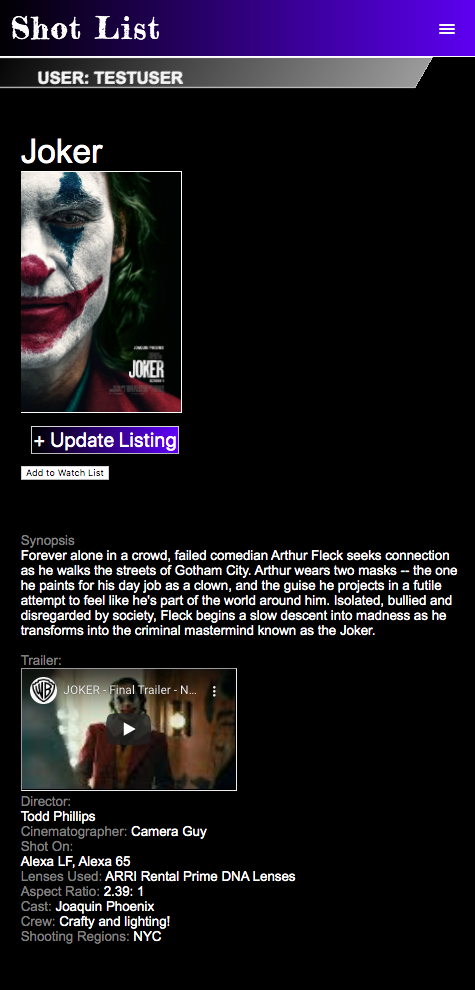 Shot List
USER: TESTUSER
Joker
JOKER
+ Update Listing
Add to Watch List
Synopsis
Forever alone in a crowd, failed comedian Arthur Fleck seeks connection
as he walks the streets of Gotham City. Arthur wears two masks -- the one
he paints for his day job as a clown, and the guise he projects in a futile
attempt to feel like he's part of the world around him. Isolated, bullied and
disregarded by society, Fleck begins a slow descent into madness as he
transforms into the criminal mastermind known as the Joker.
Trailer:
JOKER - Final Trailer - N...
Director:
Todd Phillips
Cinematographer: Camera Guy
Shot On:
Alexa LF, Alexa 65
Lenses Used: ARRI Rental Prime DNA Lenses
Aspect Ratio: 2.39: 1
Cast: Joaquin Phoenix
Crew: Crafty and lighting!
Shooting Regions: NYC